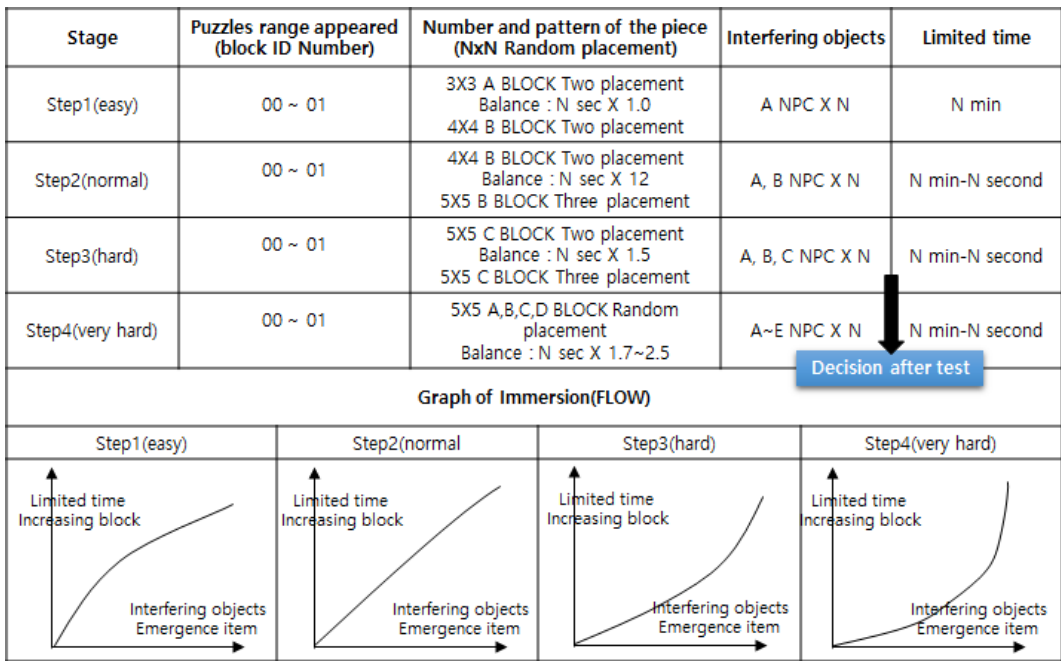 Stage
Puzzles range appeared
(block ID Number)
Number and pattern of the piece
(NxN Random placement)
Interfering objects
Limited time
Step1(easy)
00 ~ 01
3X3 A BLOCK Two placement
Balance : N sec X 1.0
4X4 B BLOCK Two placement
A NPC X N
N min
Step2(normal)
00 ~ 01
4X4 B BLOCK Two placement
Balance : N sec X 12
5X5 B BLOCK Three placement
A, B NPC X N
N min-N second
Step3(hard)
00 ~ 01
5X5 C BLOCK Two placement
Balance : N sec X 1.5
5X5 C BLOCK Three placement
A, B, C NPC X N
N min-N second
Step4(very hard)
00 ~ 01
5X5 A,B,C,D BLOCK Random
placement
Balance : N sec X 1.7~2.5
A~E NPC X N
N min-N second
Decision after test
Graph of Immersion(FLOW)
Step1(easy)
Step2(normal
Step3(hard)
Step4(very hard)
Limited time
Increasing block
Interfering objects
Emergence item
Limited time
Increasing block
Interfering objects
Emergence item
Limited time
Increasing block
Interfering objects
Emergence item
Limited time
Increasing block
Interfering objects
Emergence item